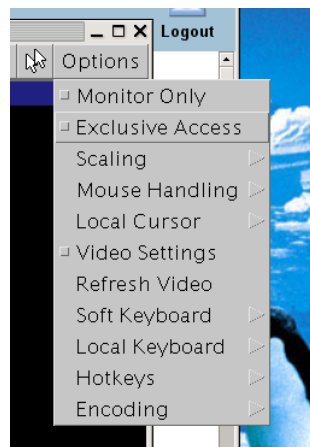 Logout
Options
Monitor Only
Exclusive Access
Scaling
Mouse Handling
Local Cursor
Video Settings
Refresh Video
Soft Keyboard
Local Keyboard
Hotkeys
Encoding